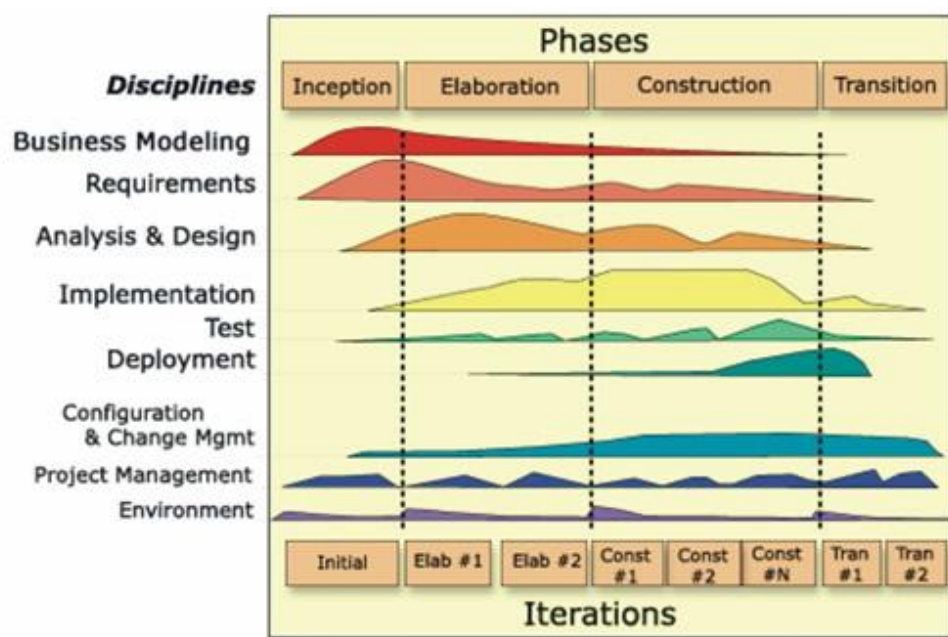 Phases
Disciplines
Inception
Elaboration
Construction
Transition
Business Modeling
Requirements
Analysis & Design
Implementation
Test
Deployment
Configuration
& Change Mgmt
Project Management
Environment
Initial
Elab #1
Elab #2
Const
#1
Const
#2
Const
#N
Tran
#1
Tran
#2
Iterations